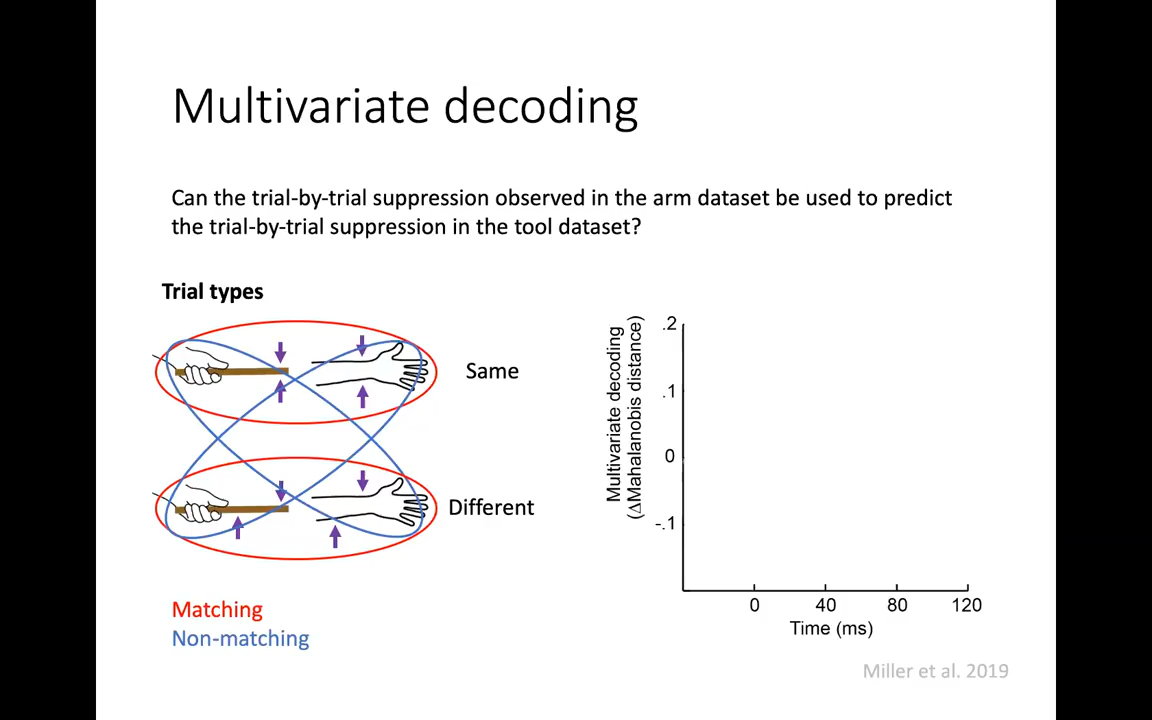 Multivariate decoding
Can the trial-by-trial suppression observed in the arm dataset be used to predict
the trial-by-trial suppression in the tool dataset?
Trial types
Same
Different
Matching
Non-matching
Multivariate decoding
(ΔMahalanobis distance)
.2
.1
0
-.1
0 40 80 120
Time (ms)
Miller et al. 2019